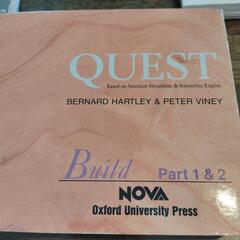 QUEST
Based on American Streamline & Streamline English
BERNARD HARTLEY & PETER VINEY
Build Part 1 & 2
NOVA
Oxford University Press